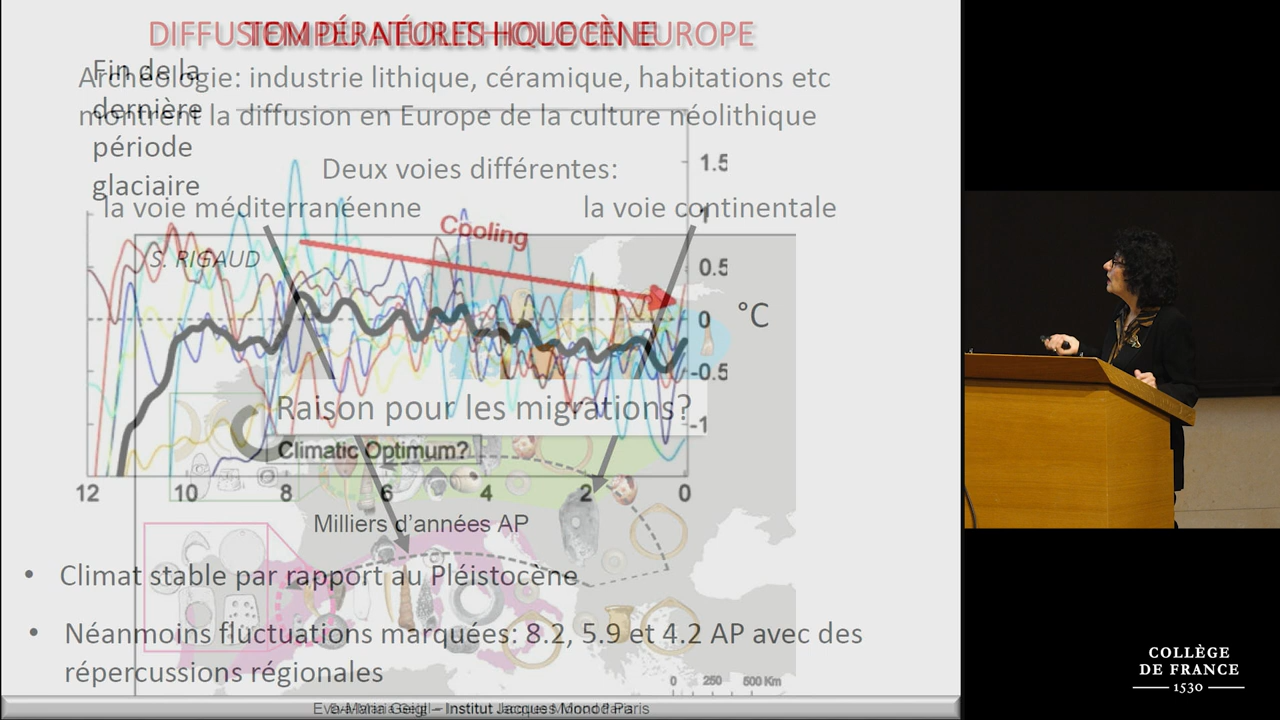 DIFFUSION DU NÉOLITHIQUE EN EUROPE
TEMPÉRATURES HOLOCÈNE
Archéologie: industrie lithique, céramique, habitations etc
montrent la diffusion en Europe de la culture néolithique
Fin de la
dernière
période
glaciaire
Deux voies différentes:
la voie méditerranéenne
la voie continentale
S. RIGAUD
Cooling
1.5
1
0.5
0
-0.5
-1
°C
Raison pour les migrations?
Climatic Optimum?
12 10 8 6 4 2 0
Milliers d'années AP
• Climat stable par rapport au Pléistocène
• Néanmoins fluctuations marquées: 8.2, 5.9 et 4.2 AP avec des
répercussions régionales
0 250 500 Km
Eva-Maria Geigl – Institut Jacques Monod Paris
COLLÈGE
DE FRANCE
1530